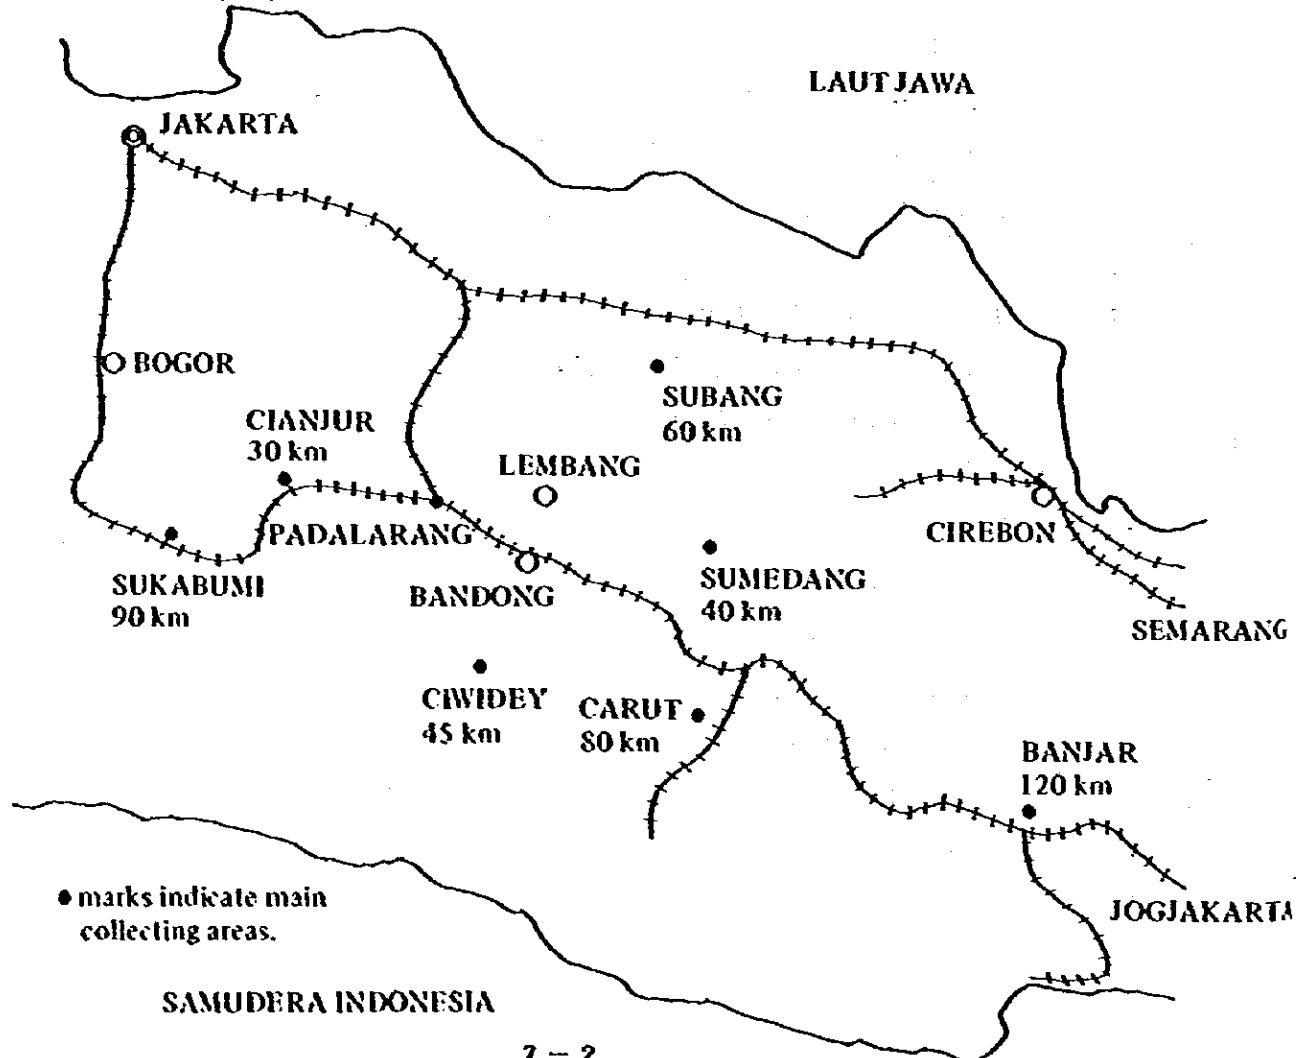 LAUT JAWA
JAKARTA
BOGOR
SUBANG
60 km
CIANJUR
30 km
LEMBANG
CIREBON
PADALARANG
SUKABUMI
90 km
BANDONG
SUMEDANG
40 km
SEMARANG
CIWIDEY
45 km
CARUT
80 km
BANJAR
120 km
● marks indicate main
collecting areas.
JOGJAKARTA
SAMUDERA INDONESIA
7 - 2